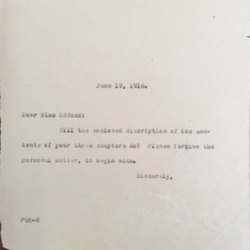 June 19, 1916.
Dear Miss Addams:
Will the enclosed discription of the con-
tents of your three chapters do? Please forgive the
personal matter, to begin with.
Sincerely,